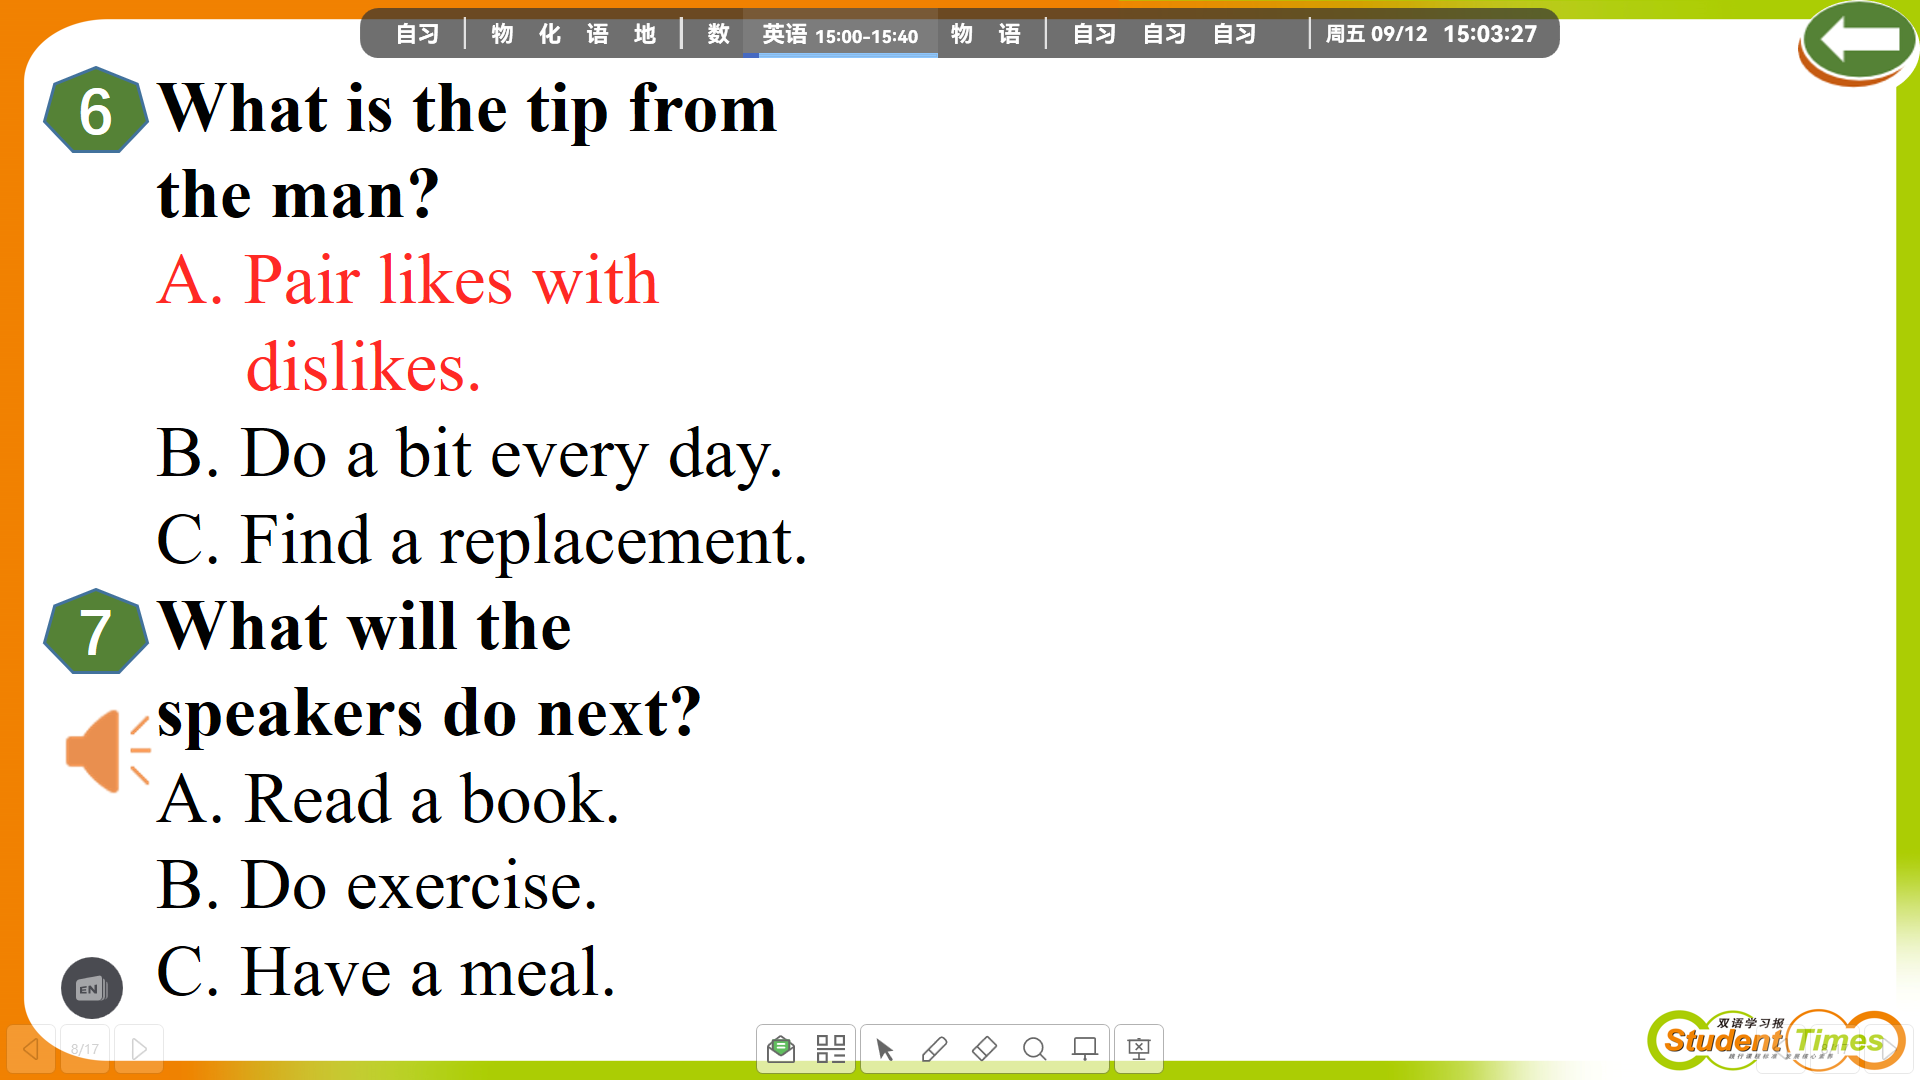 自习 物 化 语 地 数 英语 15:00-15:40 物 语 自习 自习 自习 周五 09/12 15:03:27
6 What is the tip from
the man?
A. Pair likes with
dislikes.
B. Do a bit every day.
C. Find a replacement.
7 What will the
speakers do next?
A. Read a book.
B. Do exercise.
C. Have a meal.
EN
8/17
双语学习报
Student Times